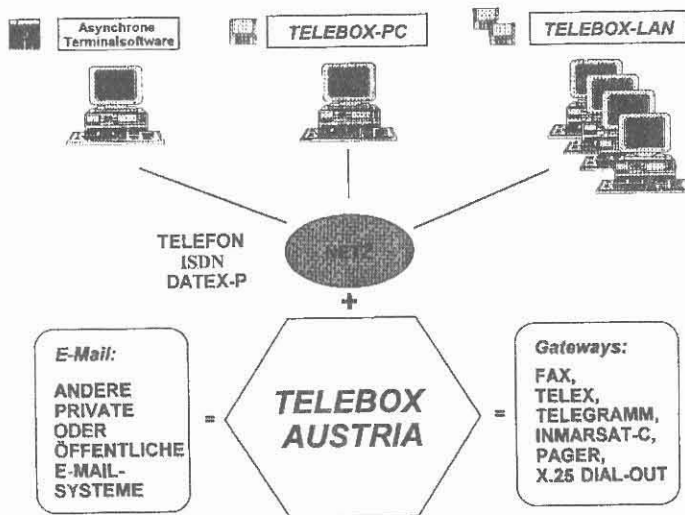 Asynchrone
Terminalsoftware
TELEBOX-PC
TELEBOX-LAN
TELEFON
ISDN
DATEX-P
NETZ
+
E-Mail:
ANDERE
PRIVATE
ODER
ÖFFENTLICHE
E-MAIL-
SYSTEME
=
TELEBOX
AUSTRIA
=
Gateways:
FAX,
TELEX,
TELEGRAMM,
INMARSAT-C,
PAGER,
X.25 DIAL-OUT